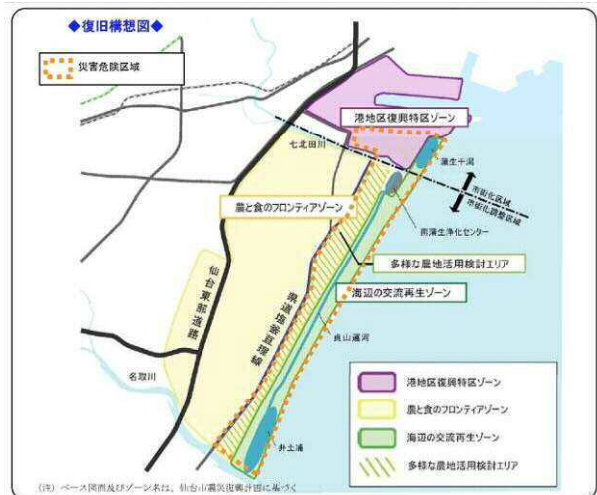 ◆復旧構想図◆
災害危険区域
港地区復興特区ゾーン
七北田川
蒲生干潟
市街化区域
市街化調整区域
農と食のフロンティアゾーン
南蒲生浄化センター
多様な農地活用検討エリア
海辺の交流再生ゾーン
仙台東部道路
県道塩釜亘理線
貞山運河
名取川
井土浦
港地区復興特区ゾーン
農と食のフロンティアゾーン
海辺の交流再生ゾーン
多様な農地活用検討エリア
(注) ベース図面及びゾーン名は、仙台市震災復興計画に基づく